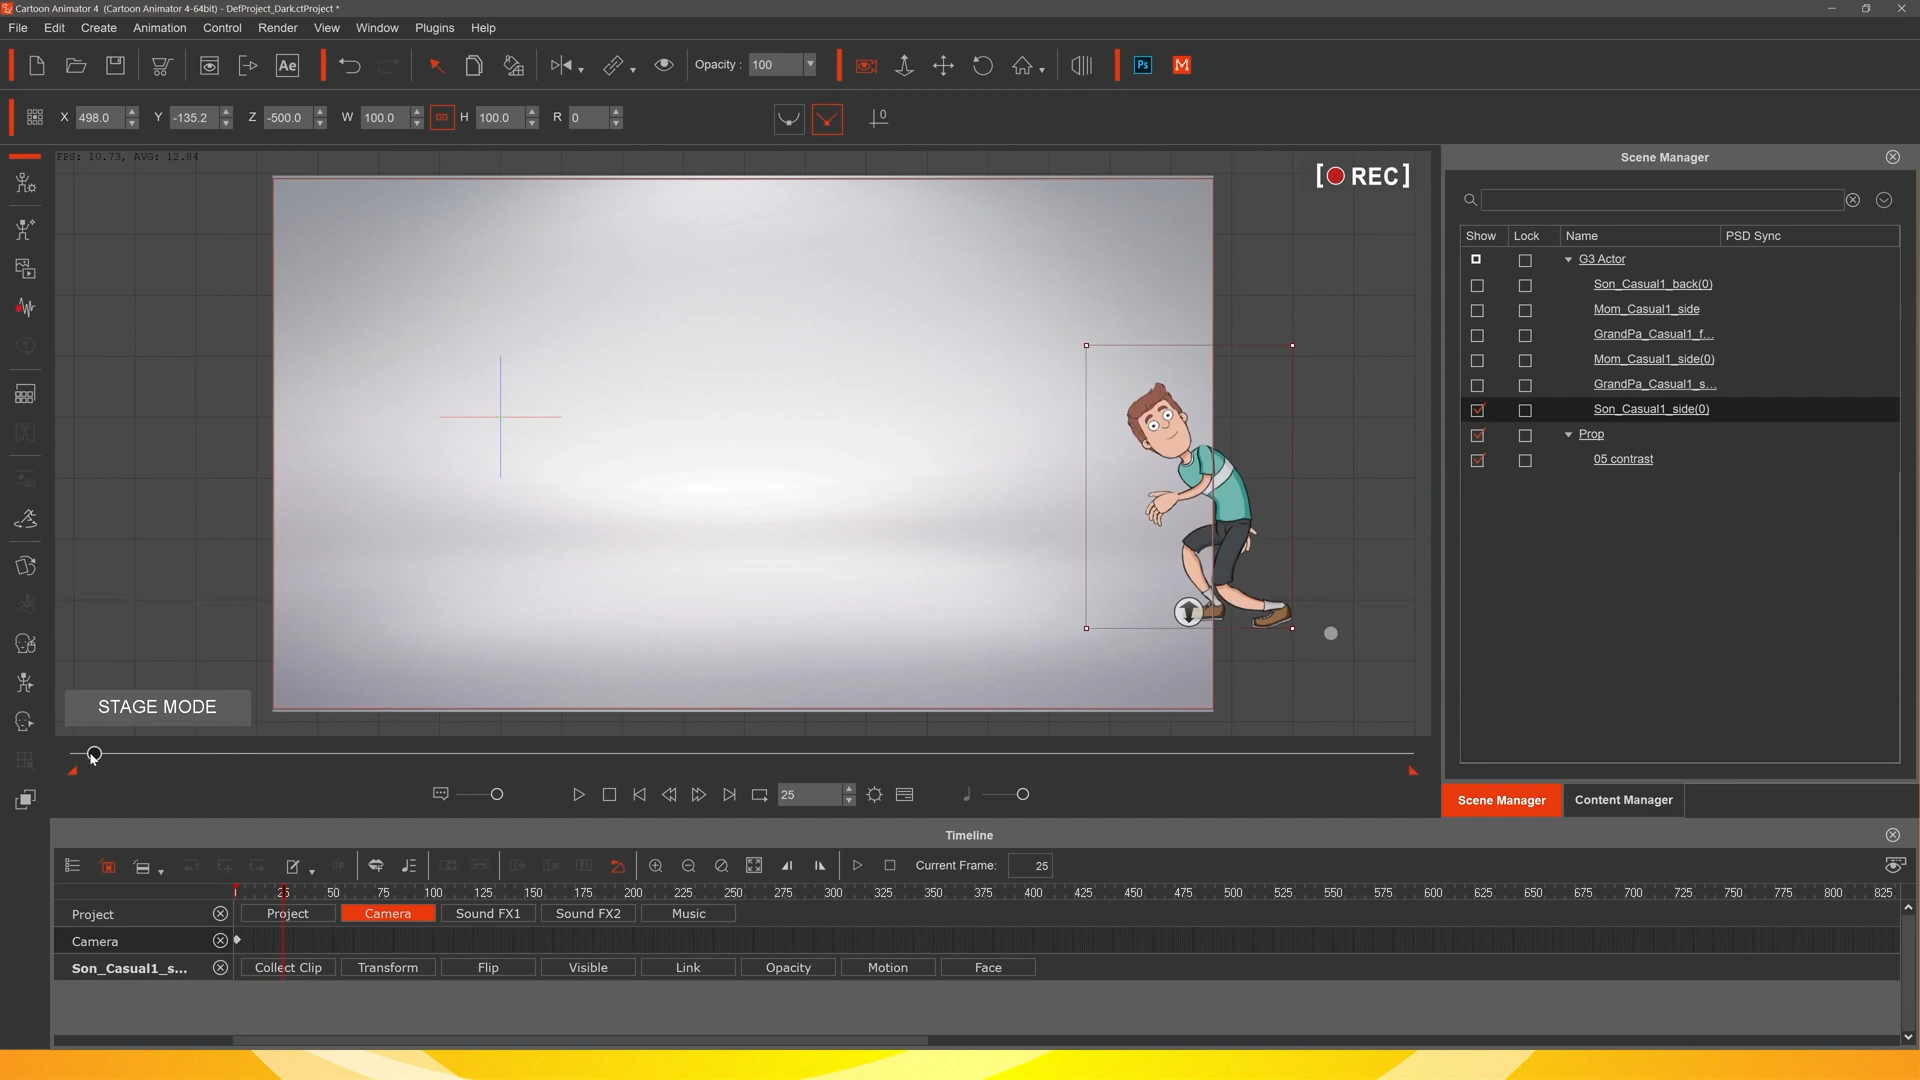 Cartoon Animator 4  (Cartoon Animator 4-64bit) - DefProject_Dark.ctProject *
File Edit Create Animation Control Render View Window Plugins Help
Ae Opacity : 100 Ps M
X 498.0 Y -135.2 Z -500.0 W 100.0 H 100.0 R 0 0
FPS: 10.73, AVG: 12.84
[ REC]
STAGE MODE
Scene Manager
Show Lock Name PSD Sync
G3 Actor
Son_Casual1_back(0)
Mom_Casual1_side
GrandPa_Casual1_f...
Mom_Casual1_side(0)
GrandPa_Casual1_s...
Son_Casual1_side(0)
Prop
05 contrast
25
Scene Manager Content Manager
Timeline
Current Frame: 25
25 50 75 100 125 150 175 200 225 250 275 300 325 350 375 400 425 450 475 500 525 550 575 600 625 650 675 700 725 750 775 800 825
Project Project Camera Sound FX1 Sound FX2 Music
Camera
Son_Casual1_s... Collect Clip Transform Flip Visible Link Opacity Motion Face